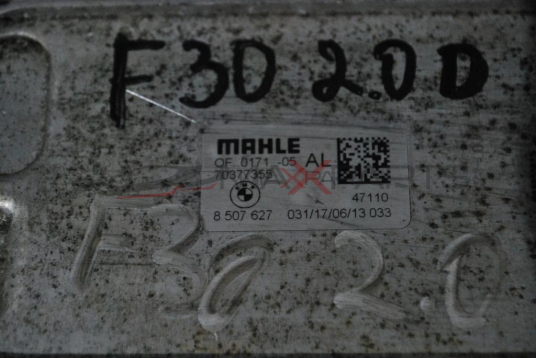 F30 2.0D
MAHLE
OF 0171 -05 AL
70377355
47110
8 507 627 031/17/06/13 033
F30 2.0